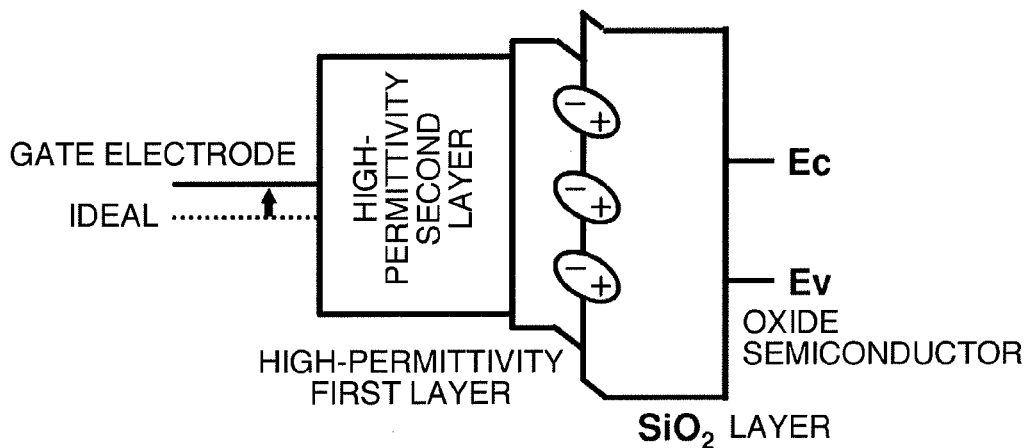 GATE ELECTRODE
IDEAL
HIGH-
PERMITTIVITY
SECOND
LAYER
− +
− +
− +
Ec
Ev
OXIDE
SEMICONDUCTOR
HIGH-PERMITTIVITY
FIRST LAYER
SiO₂ LAYER